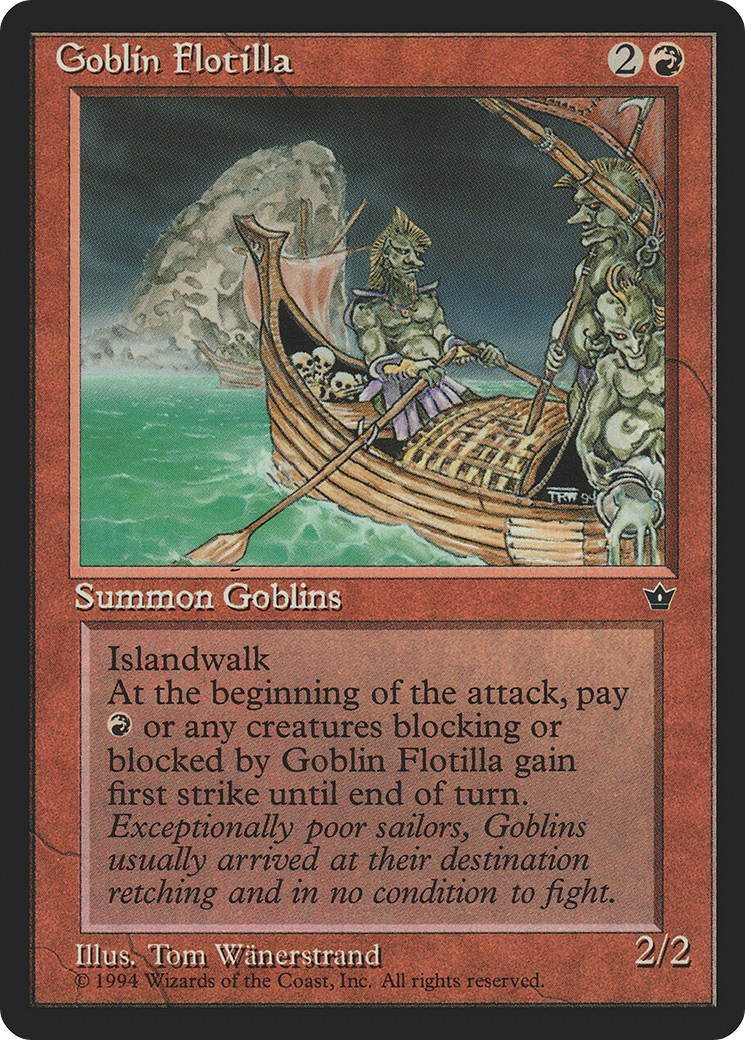 Goblin Flotilla
2
Summon Goblins
Islandwalk
At the beginning of the attack, pay
or any creatures blocking or
blocked by Goblin Flotilla gain
first strike until end of turn.
Exceptionally poor sailors, Goblins
usually arrived at their destination
retching and in no condition to fight.
TRW 94
Illus. Tom Wänerstrand
2/2
© 1994 Wizards of the Coast, Inc. All rights reserved.